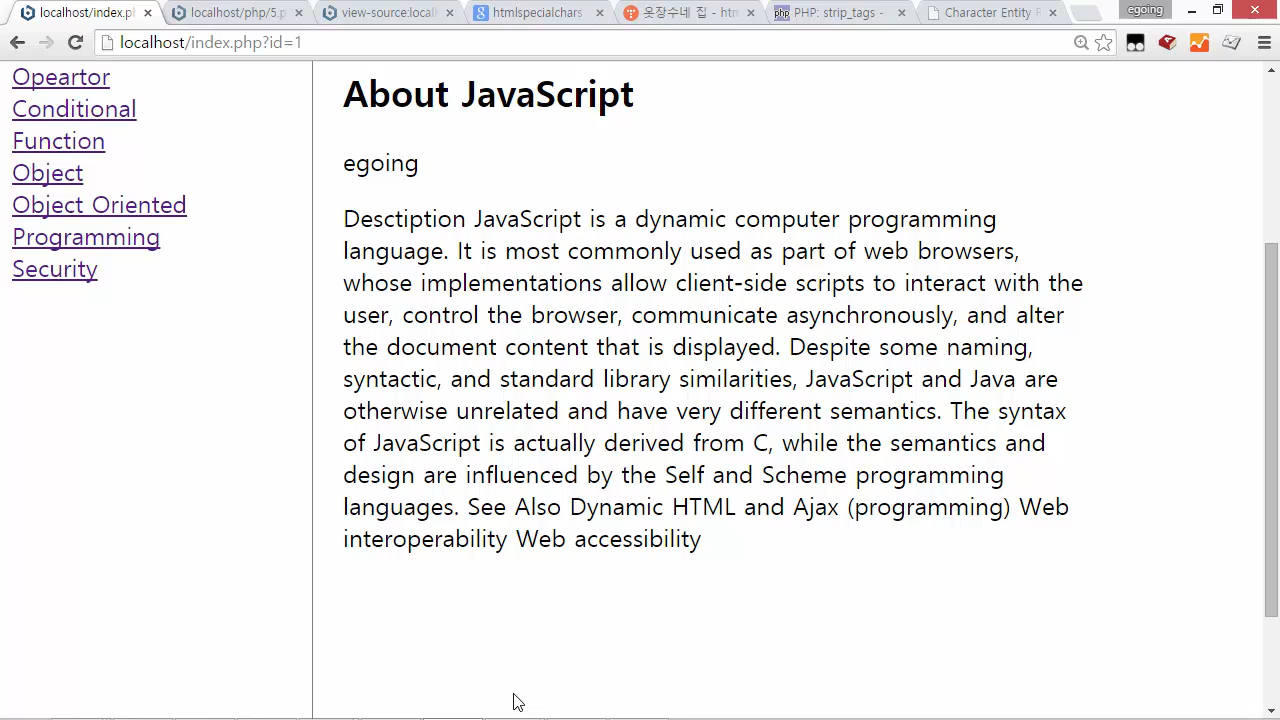 localhost/index.p
localhost/php/5.p
view-source:local
htmlspecialchars
옷장수네 집 - htm
PHP: strip_tags -
Character Entity R
egoing
localhost/index.php?id=1
Opeartor
Conditional
Function
Object
Object Oriented
Programming
Security
About JavaScript
egoing
Desctiption JavaScript is a dynamic computer programming
language. It is most commonly used as part of web browsers,
whose implementations allow client-side scripts to interact with the
user, control the browser, communicate asynchronously, and alter
the document content that is displayed. Despite some naming,
syntactic, and standard library similarities, JavaScript and Java are
otherwise unrelated and have very different semantics. The syntax
of JavaScript is actually derived from C, while the semantics and
design are influenced by the Self and Scheme programming
languages. See Also Dynamic HTML and Ajax (programming) Web
interoperability Web accessibility